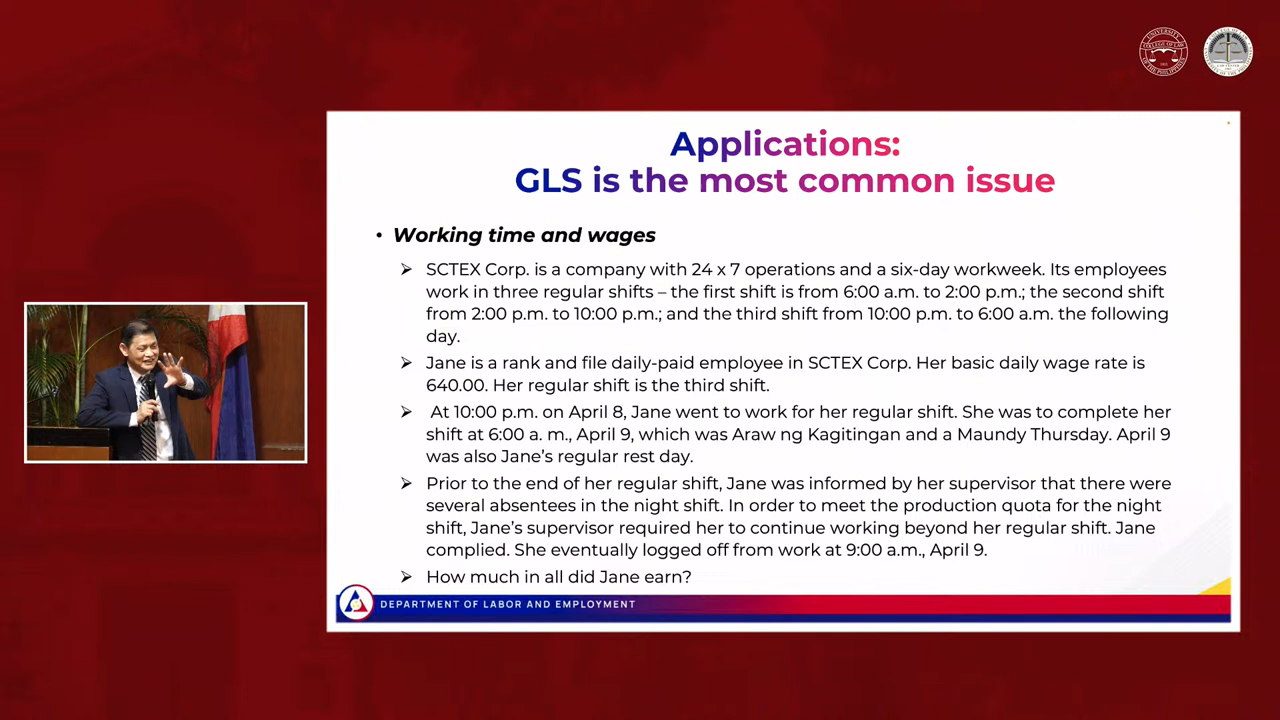 UNIVERSITY
COLLEGE OF LAW
OF THE PHILIPPINES
Applications:
GLS is the most common issue
• Working time and wages
➢ SCTEX Corp. is a company with 24 x 7 operations and a six-day workweek. Its employees
work in three regular shifts – the first shift is from 6:00 a.m. to 2:00 p.m.; the second shift
from 2:00 p.m. to 10:00 p.m.; and the third shift from 10:00 p.m. to 6:00 a.m. the following
day.
➢ Jane is a rank and file daily-paid employee in SCTEX Corp. Her basic daily wage rate is
640.00. Her regular shift is the third shift.
➢ At 10:00 p.m. on April 8, Jane went to work for her regular shift. She was to complete her
shift at 6:00 a. m., April 9, which was Araw ng Kagitingan and a Maundy Thursday. April 9
was also Jane’s regular rest day.
➢ Prior to the end of her regular shift, Jane was informed by her supervisor that there were
several absentees in the night shift. In order to meet the production quota for the night
shift, Jane’s supervisor required her to continue working beyond her regular shift. Jane
complied. She eventually logged off from work at 9:00 a.m., April 9.
➢ How much in all did Jane earn?
DEPARTMENT OF LABOR AND EMPLOYMENT